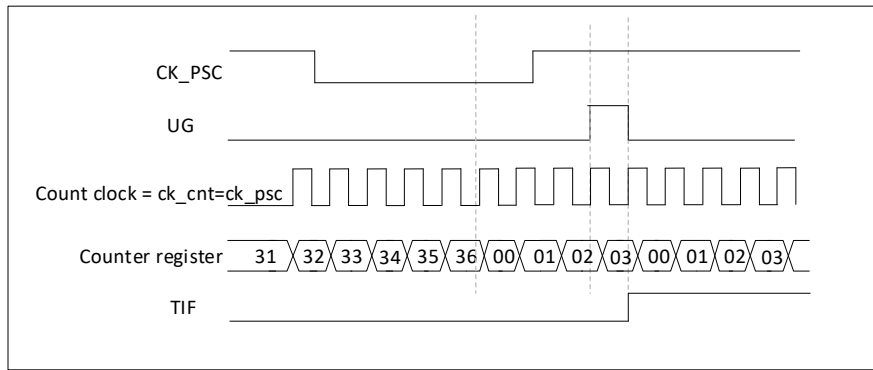 CK_PSC
UG
Count clock = ck_cnt=ck_psc
Counter register 31 32 33 34 35 36 00 01 02 03 00 01 02 03
TIF